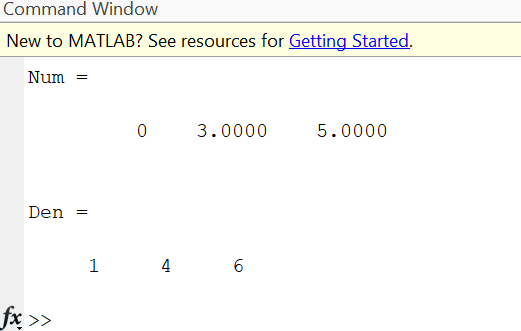 Command Window
New to MATLAB? See resources for Getting Started.
Num =
0 3.0000 5.0000
Den =
1 4 6
fx >>